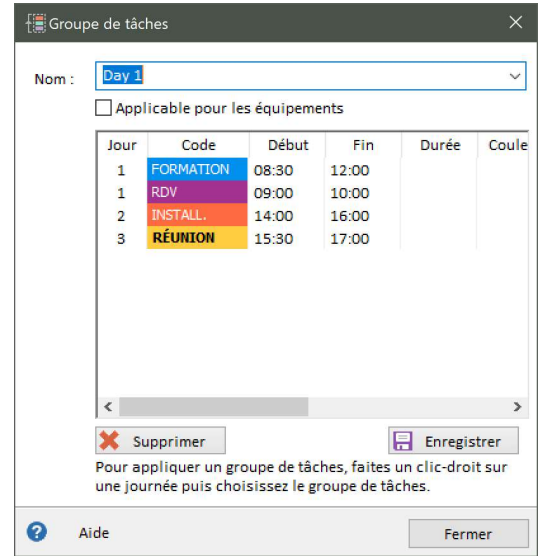 Groupe de tâches
Nom :
Day 1
Applicable pour les équipements
Jour Code Début Fin Durée Coule
1 FORMATION 08:30 12:00
1 RDV 09:00 10:00
2 INSTALL. 14:00 16:00
3 RÉUNION 15:30 17:00
Supprimer
Enregistrer
Pour appliquer un groupe de tâches, faites un clic-droit sur
une journée puis choisissez le groupe de tâches.
Aide
Fermer